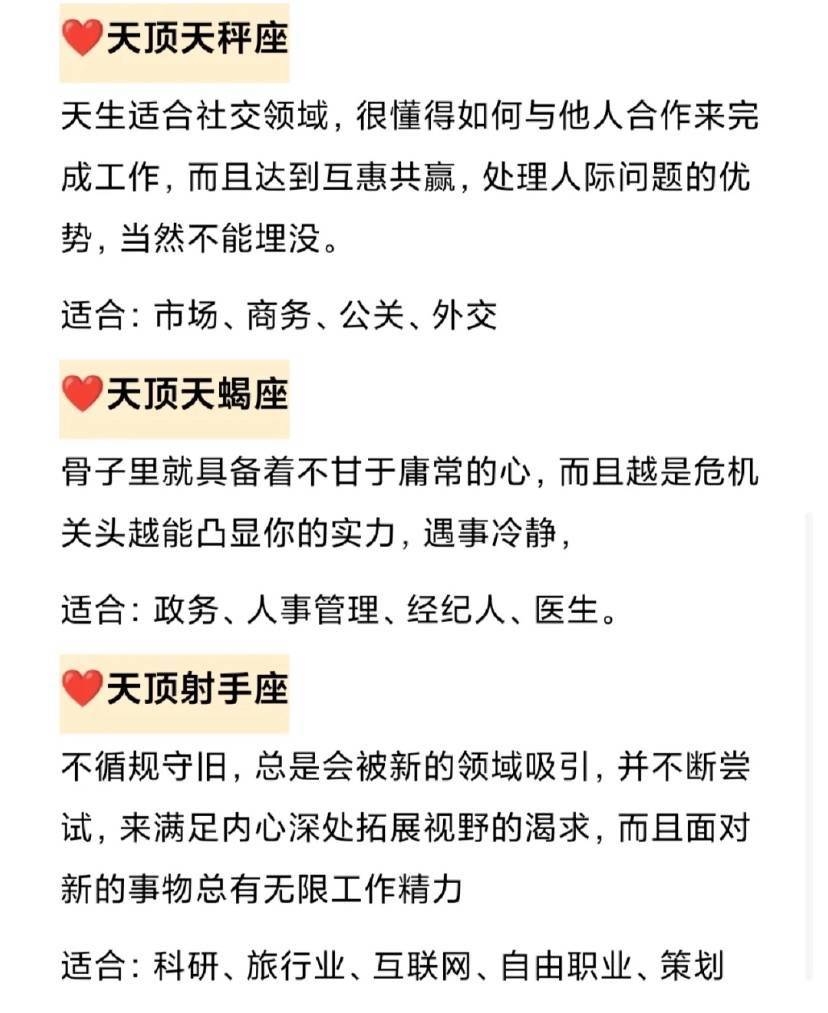 ❤️天顶天秤座
天生适合社交领域，很懂得如何与他人合作来完
成工作，而且达到互惠共赢，处理人际问题的优
势，当然不能埋没。
适合：市场、商务、公关、外交
❤️天顶天蝎座
骨子里就具备着不甘于庸常的心，而且越是危机
关头越能凸显你的实力，遇事冷静，
适合：政务、人事管理、经纪人、医生。
❤️天顶射手座
不循规守旧，总是会被新的领域吸引，并不断尝
试，来满足内心深处拓展视野的渴求，而且面对
新的事物总有无限工作精力
适合：科研、旅行业、互联网、自由职业、策划